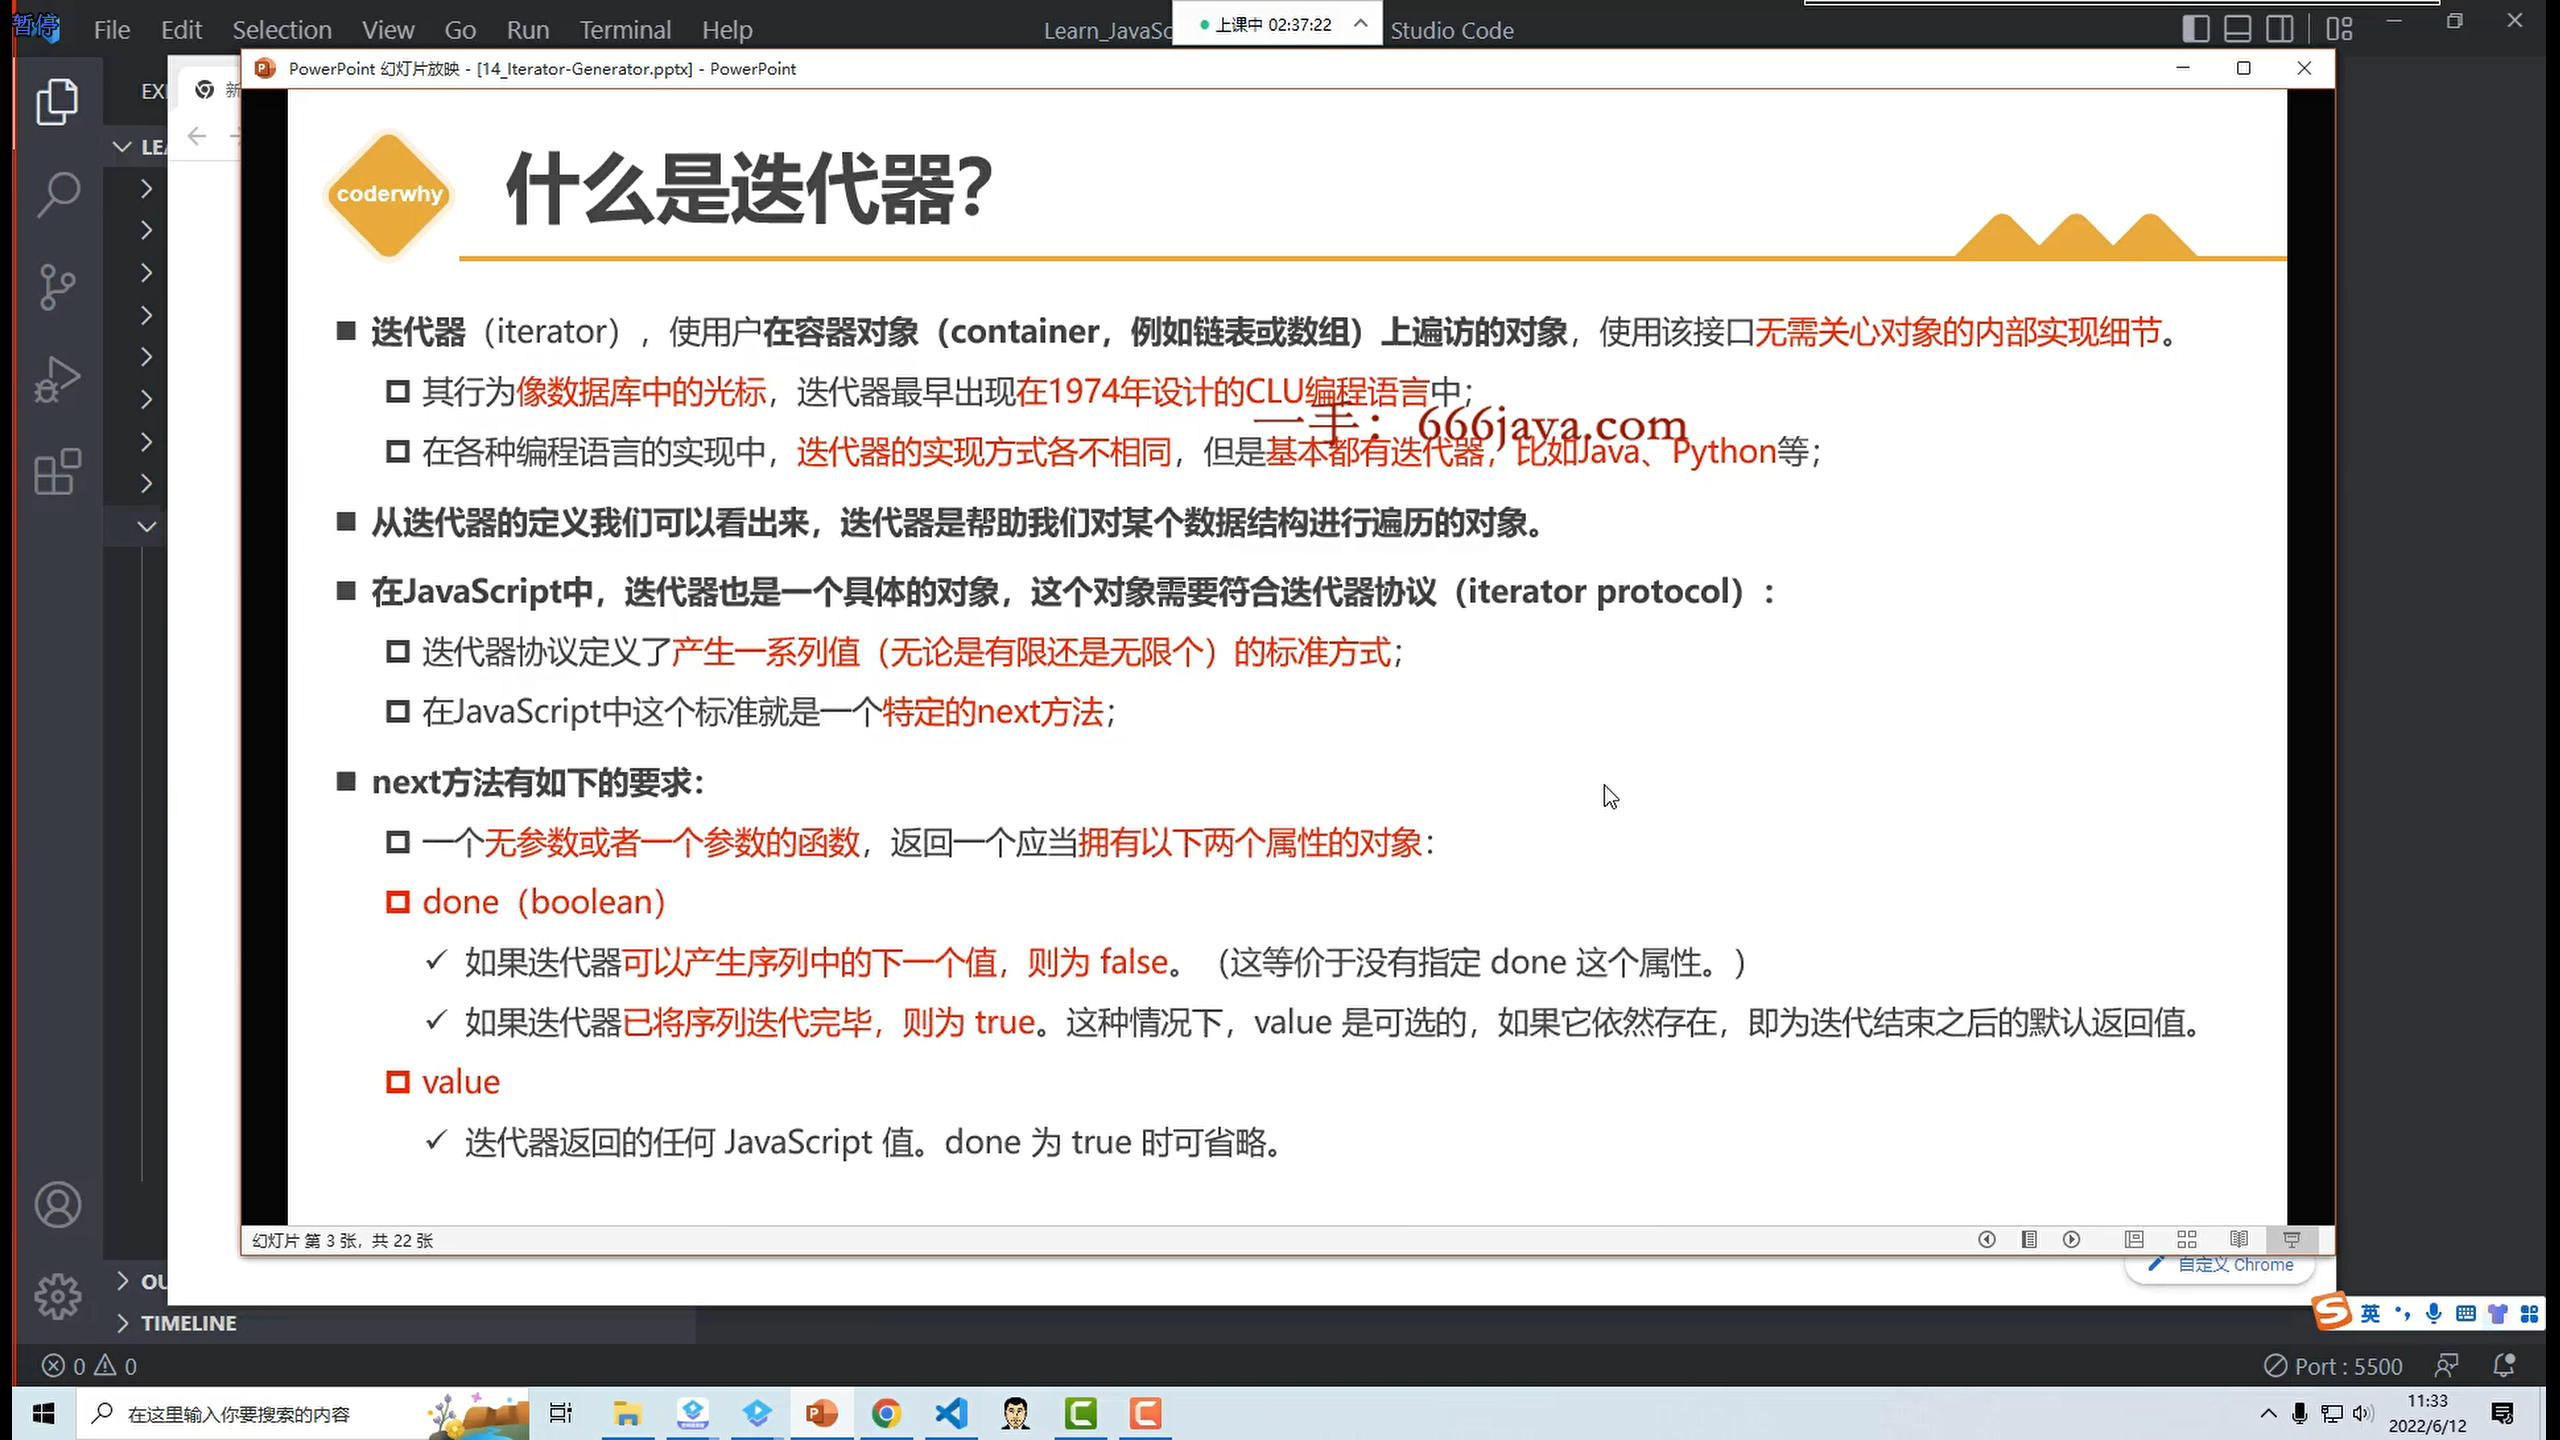 暂停
File Edit Selection View Go Run Terminal Help
Learn_JavaSc
上课中 02:37:22
Studio Code
PowerPoint 幻灯片放映 - [14_Iterator-Generator.pptx] - PowerPoint
EX
新
LEA
coderwhy
什么是迭代器？
迭代器（iterator），使用户在容器对象（container，例如链表或数组）上遍访的对象，使用该接口无需关心对象的内部实现细节。
其行为像数据库中的光标，迭代器最早出现在1974年设计的CLU编程语言中；
一手：666java.com
在各种编程语言的实现中，迭代器的实现方式各不相同，但是基本都有迭代器，比如Java、Python等；
从迭代器的定义我们可以看出来，迭代器是帮助我们对某个数据结构进行遍历的对象。
在JavaScript中，迭代器也是一个具体的对象，这个对象需要符合迭代器协议（iterator protocol）：
迭代器协议定义了产生一系列值（无论是有限还是无限个）的标准方式；
在JavaScript中这个标准就是一个特定的next方法；
next方法有如下的要求：
一个无参数或者一个参数的函数，返回一个应当拥有以下两个属性的对象：
done（boolean）
如果迭代器可以产生序列中的下一个值，则为 false。（这等价于没有指定 done 这个属性。）
如果迭代器已将序列迭代完毕，则为 true。这种情况下，value 是可选的，如果它依然存在，即为迭代结束之后的默认返回值。
value
迭代器返回的任何 JavaScript 值。done 为 true 时可省略。
幻灯片 第 3 张，共 22 张
自定义 Chrome
OU
TIMELINE
英
0 0
Port : 5500
在这里输入你要搜索的内容
11:33
2022/6/12